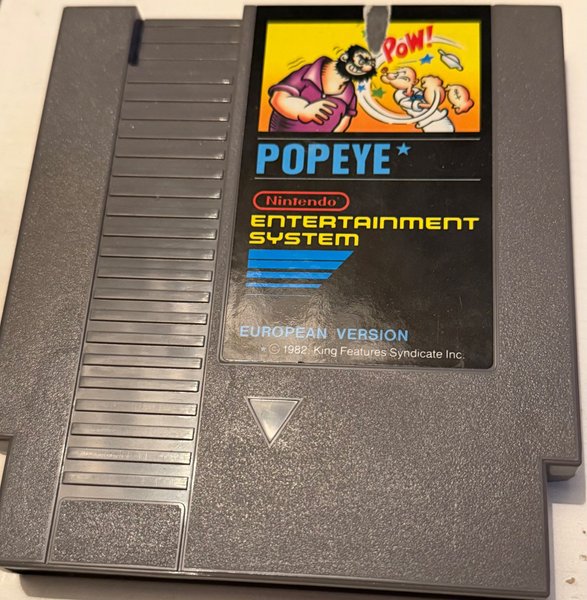 POW!
POPEYE*
Nintendo
ENTERTAINMENT
SYSTEM
EUROPEAN VERSION
* © 1982. King Features Syndicate Inc.